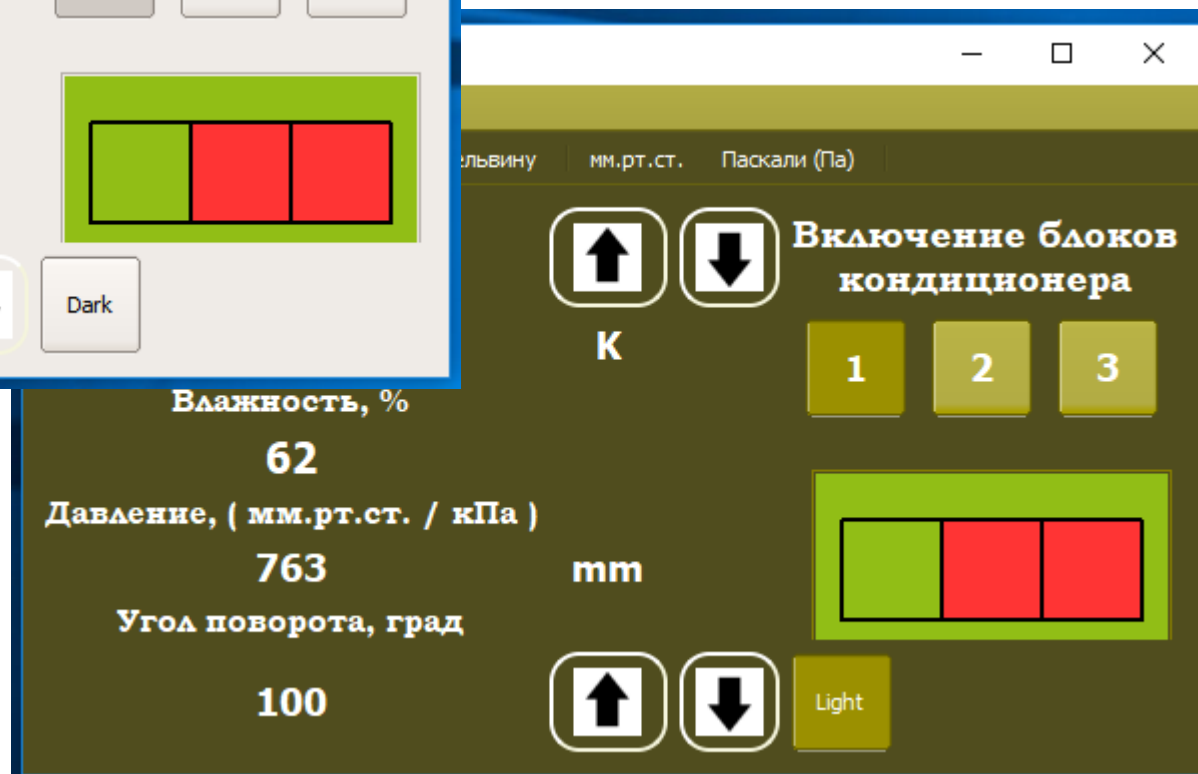 Dark
мм.рт.ст. Паскали (Па)
Включение блоков
кондиционера
K
1 2 3
Влажность, %
62
Давление, ( мм.рт.ст. / кПа )
763 mm
Угол поворота, град
100
Light